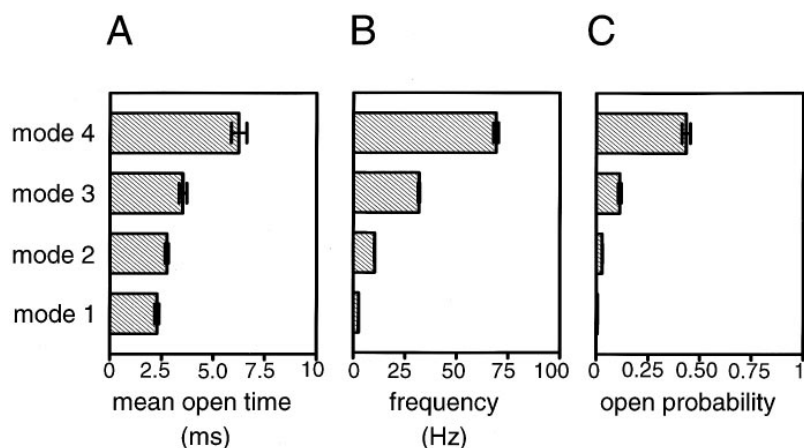 A B C
mode 4
mode 3
mode 2
mode 1
0 2.5 5.0 7.5 10 0 25 50 75 100 0 0.25 0.50 0.75 1
mean open time frequency open probability
(ms) (Hz)